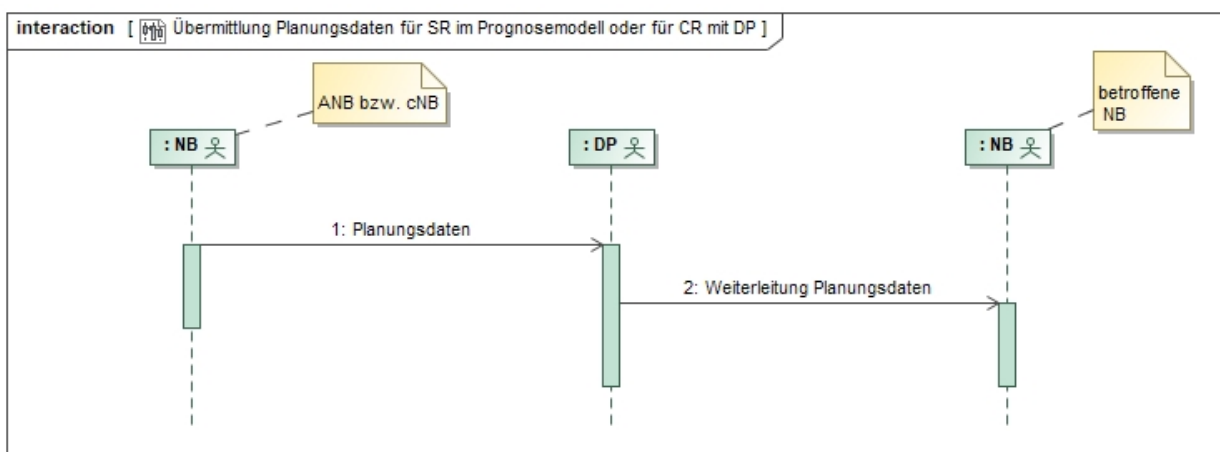 interaction [ Übermittlung Planungsdaten für SR im Prognosemodell oder für CR mit DP ]
ANB bzw. cNB
betroffene
NB
: NB
: DP
: NB
1: Planungsdaten
2: Weiterleitung Planungsdaten